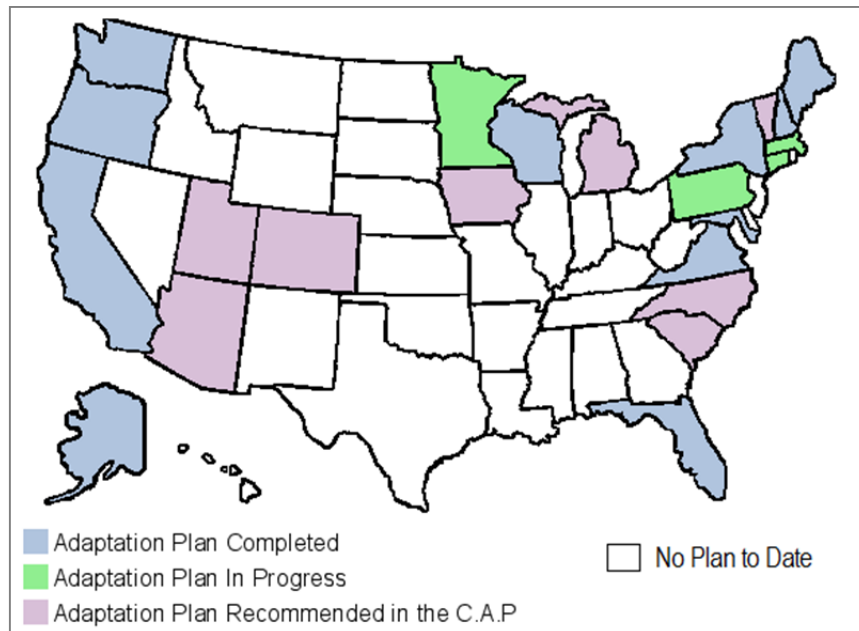 Adaptation Plan Completed
Adaptation Plan In Progress
Adaptation Plan Recommended in the C.A.P
No Plan to Date